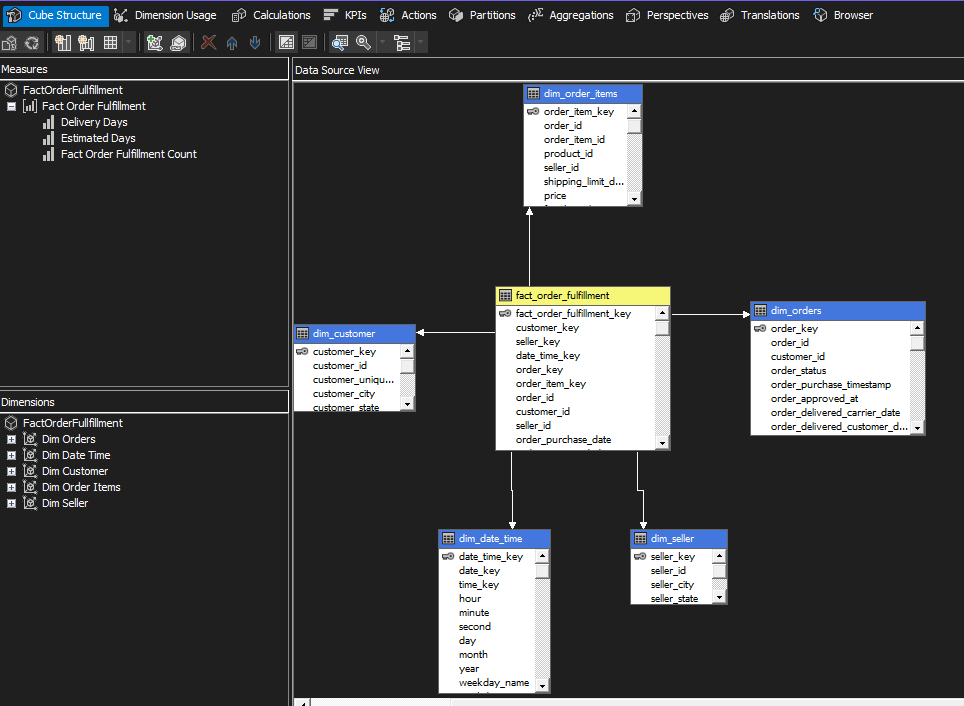 Cube Structure Dimension Usage Calculations KPIs Actions Partitions Aggregations Perspectives Translations Browser
Measures
FactOrderFullfillment
Fact Order Fulfillment
Delivery Days
Estimated Days
Fact Order Fulfillment Count
Dimensions
FactOrderFullfillment
Dim Orders
Dim Date Time
Dim Customer
Dim Order Items
Dim Seller
Data Source View
dim_order_items
order_item_key
order_id
order_item_id
product_id
seller_id
shipping_limit_d...
price
fact_order_fulfillment
fact_order_fulfillment_key
customer_key
seller_key
date_time_key
order_key
order_item_key
order_id
customer_id
seller_id
order_purchase_date
dim_customer
customer_key
customer_id
customer_uniqu...
customer_city
customer_state
dim_orders
order_key
order_id
customer_id
order_status
order_purchase_timestamp
order_approved_at
order_delivered_carrier_date
order_delivered_customer_d...
dim_date_time
date_time_key
date_key
time_key
hour
minute
second
day
month
year
weekday_name
dim_seller
seller_key
seller_id
seller_city
seller_state